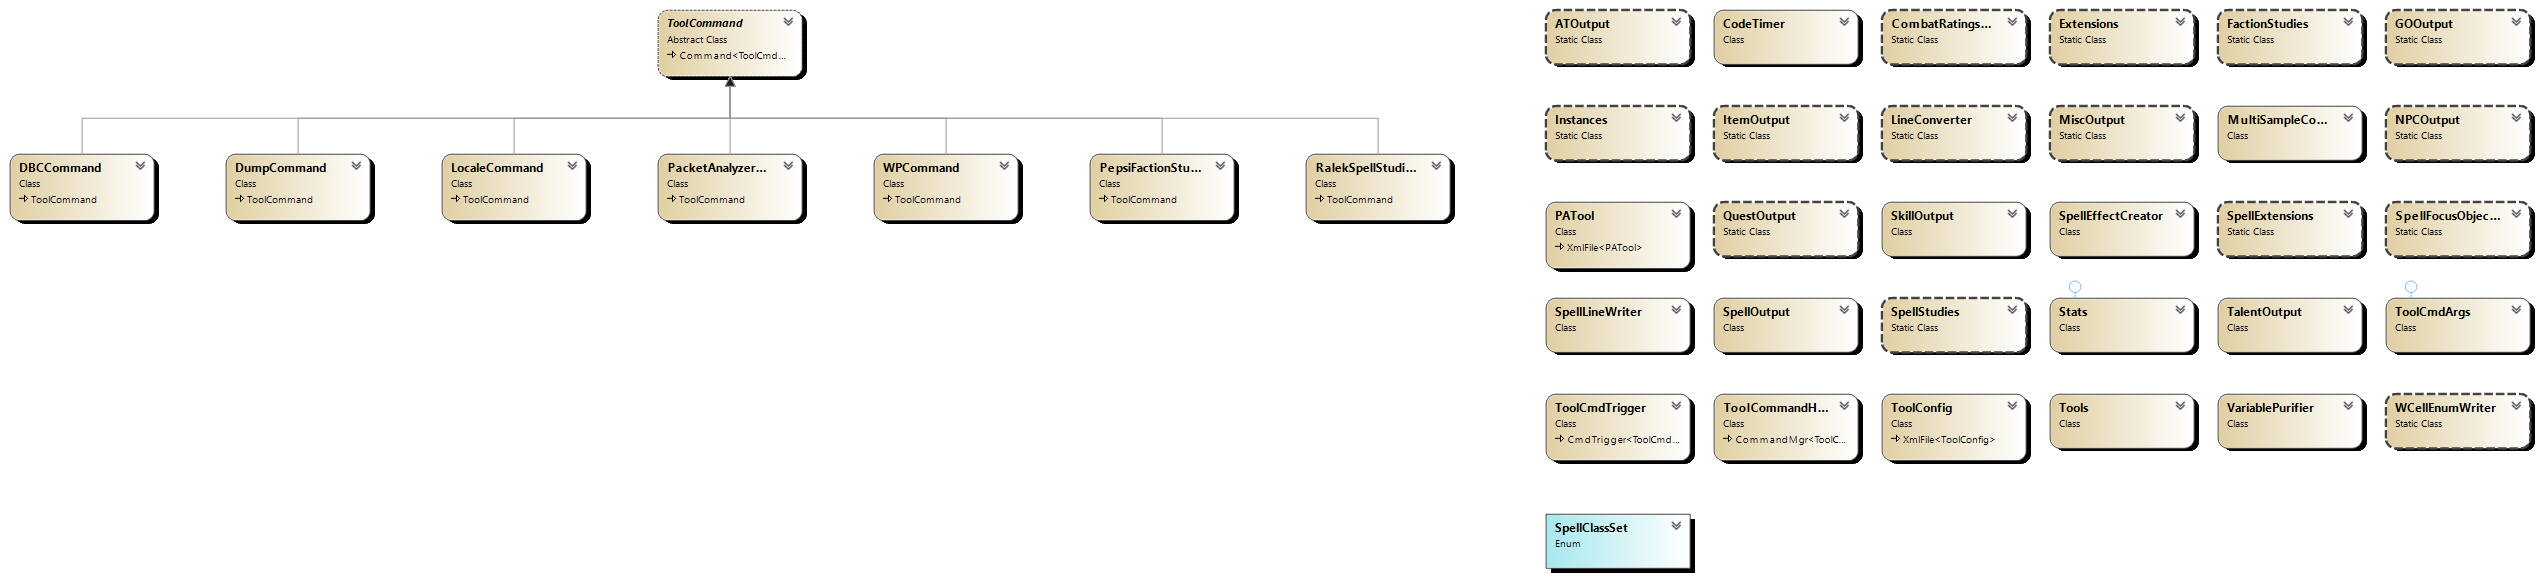 ToolCommand
Abstract Class
Command<ToolCmd...
DBCCommand
Class
ToolCommand
DumpCommand
Class
ToolCommand
LocaleCommand
Class
ToolCommand
PacketAnalyzer...
Class
ToolCommand
WPCommand
Class
ToolCommand
PepsiFactionStu...
Class
ToolCommand
RalekSpellStudi...
Class
ToolCommand
ATOutput
Static Class
CodeTimer
Class
CombatRatings...
Static Class
Extensions
Static Class
FactionStudies
Static Class
GOOutput
Static Class
Instances
Static Class
ItemOutput
Static Class
LineConverter
Static Class
MiscOutput
Static Class
MultiSampleCo...
Class
NPCOutput
Static Class
PATool
Class
XmlFile<PATool>
QuestOutput
Static Class
SkillOutput
Class
SpellEffectCreator
Class
SpellExtensions
Static Class
SpellFocusObjec...
Static Class
SpellLineWriter
Class
SpellOutput
Class
SpellStudies
Static Class
Stats
Class
TalentOutput
Class
ToolCmdArgs
Class
ToolCmdTrigger
Class
CmdTrigger<ToolCmd...
ToolCommandH...
Class
CommandMgr<ToolC...
ToolConfig
Class
XmlFile<ToolConfig>
Tools
Class
VariablePurifier
Class
WCellEnumWriter
Static Class
SpellClassSet
Enum